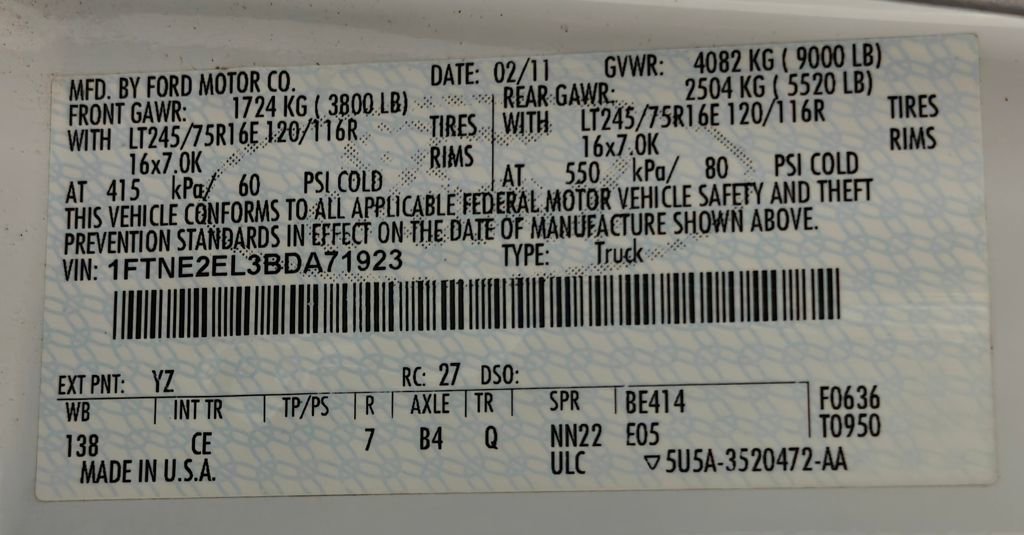 MFD. BY FORD MOTOR CO. DATE: 02/11 GVWR: 4082 KG ( 9000 LB)
FRONT GAWR: 1724 KG ( 3800 LB) REAR GAWR: 2504 KG ( 5520 LB)
WITH LT245/75R16E 120/116R TIRES WITH LT245/75R16E 120/116R TIRES
16x7.0K RIMS 16x7.0K RIMS
AT 415 kPa/ 60 PSI COLD AT 550 kPa/ 80 PSI COLD
THIS VEHICLE CONFORMS TO ALL APPLICABLE FEDERAL MOTOR VEHICLE SAFETY AND THEFT
PREVENTION STANDARDS IN EFFECT ON THE DATE OF MANUFACTURE SHOWN ABOVE.
VIN: 1FTNE2EL3BDA71923 TYPE: Truck
EXT PNT: YZ RC: 27 DSO:
WB INT TR TP/PS R AXLE TR SPR BE414 F0636
138 CE 7 B4 Q NN22 E05 T0950
MADE IN U.S.A. ULC ▽5U5A-3520472-AA